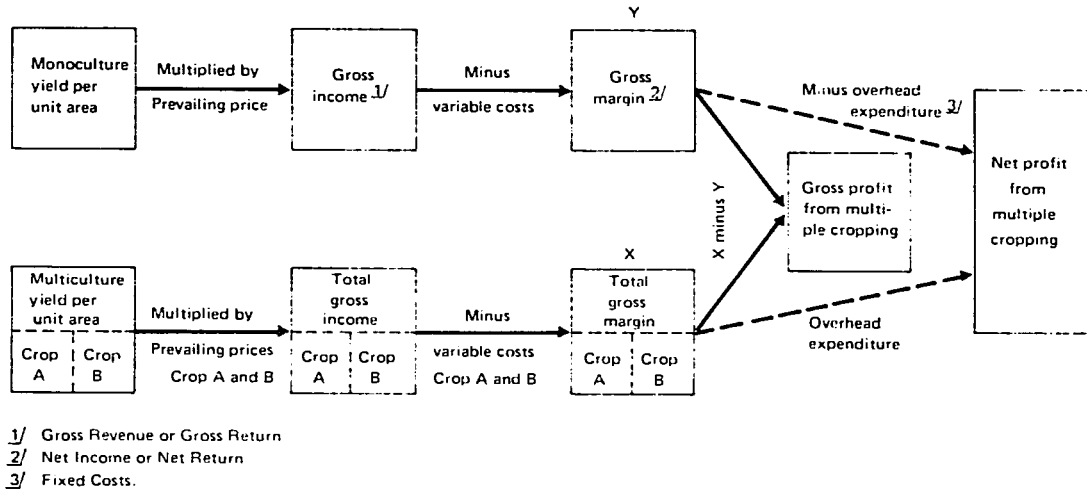 Y
Monoculture
yield per
unit area
Multiplied by
Prevailing price
Gross
income 1/
Minus
variable costs
Gross
margin 2/
Minus overhead
expenditure 3/
Net profit
from
multiple
cropping
Gross profit
from multi-
ple cropping
X minus Y
X
Multiculture
yield per
unit area
Crop
A
Crop
B
Multiplied by
Prevailing prices
Crop A and B
Total
gross
income
Crop
A
Crop
B
Minus
variable costs
Crop A and B
Total
gross
margin
Crop
A
Crop
B
Overhead
expenditure
1/ Gross Revenue or Gross Return
2/ Net Income or Net Return
3/ Fixed Costs.